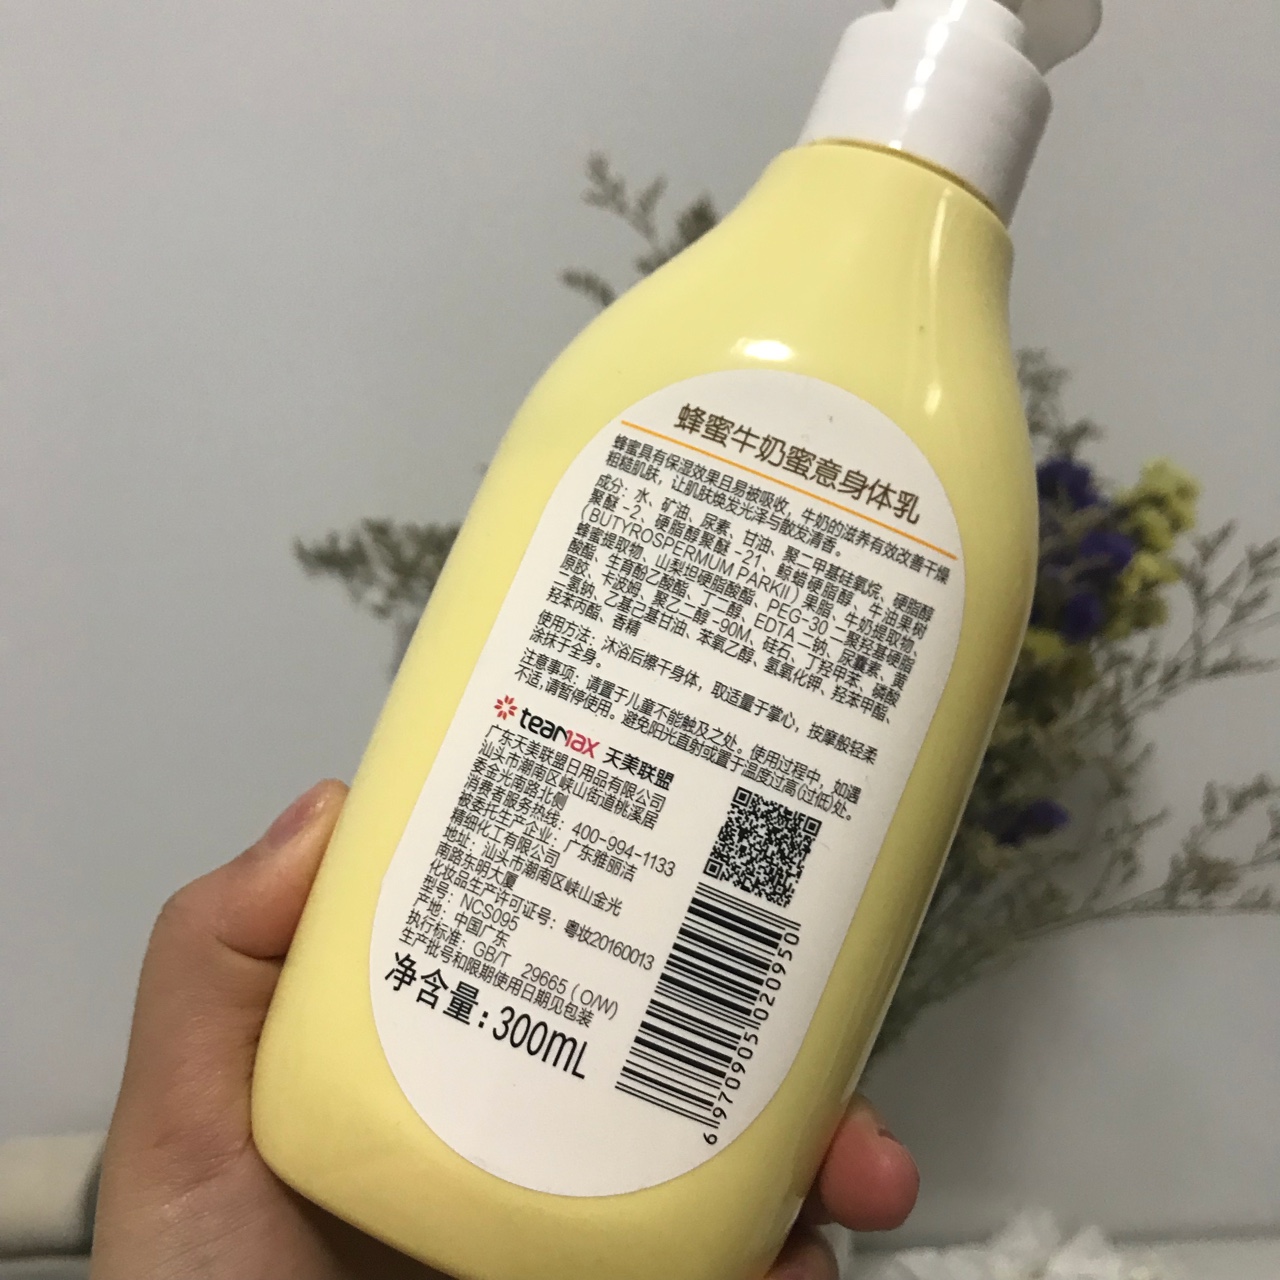 蜂蜜牛奶蜜意身体乳
蜂蜜具有保湿效果且易被吸收，牛奶的滋养有效改善干燥
粗糙肌肤，让肌肤焕发光泽与散发清香。
成分：水、矿油、尿素、甘油、聚二甲基硅氧烷、硬脂醇
聚醚-2、硬脂醇聚醚-21、鲸蜡硬脂醇、牛油果树
（BUTYROSPERMUM PARKII）果脂、牛奶提取物、
蜂蜜提取物、山梨坦硬脂酸酯、PEG-30 二聚羟基硬脂
酸酯、生育酚乙酸酯、丁二醇、EDTA 二钠、尿囊素、黄
原胶、卡波姆、聚乙二醇-90M、硅石、丁羟甲苯、磷酸
二氢钠、乙基己基甘油、苯氧乙醇、氢氧化钾、羟苯甲酯、
羟苯丙酯、香精
使用方法：沐浴后擦干身体，取适量于掌心，按摩般轻柔
涂抹于全身。
注意事项：请置于儿童不能触及之处。使用过程中，如遇
不适,请暂停使用。避免阳光直射或置于温度过高(过低)处。
teamax 天美联盟
广东天美联盟日用品有限公司
汕头市潮南区峡山街道桃溪居
委金光南路北侧
消费者服务热线：400-994-1133
被委托生产企业：广东雅丽洁
精细化工有限公司
地址：汕头市潮南区峡山金光
南路东明大厦
化妆品生产许可证号：粤妆20160013
型号：NCS095
产地：中国广东
执行标准：GB/T 29665（O/W）
生产批号和限期使用日期见包装
净含量:300mL
6970905020950